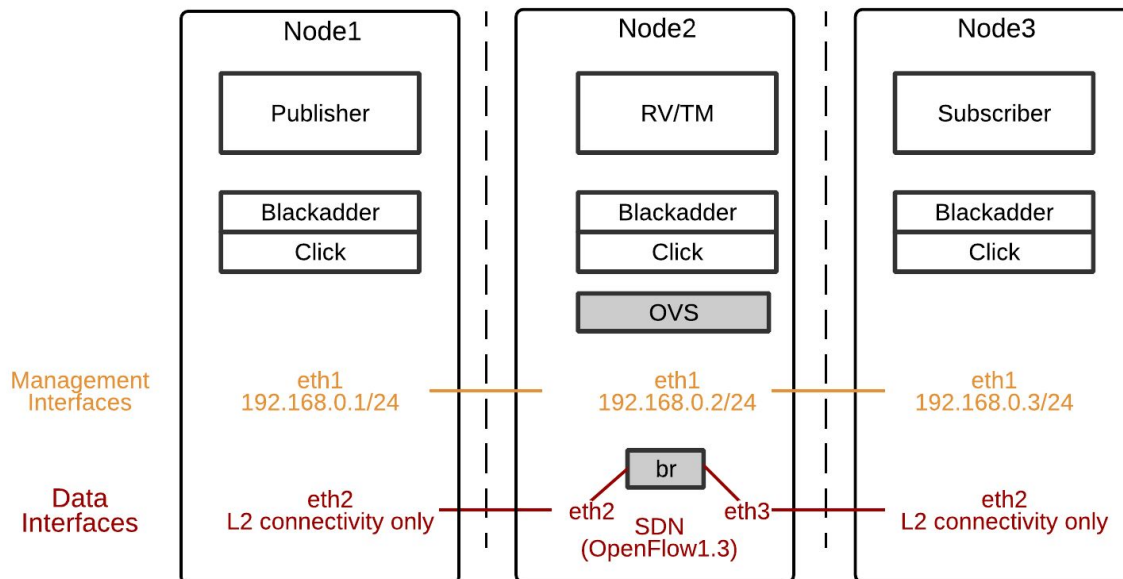 Node1
Node2
Node3
Publisher
RV/TM
Subscriber
Blackadder
Blackadder
Blackadder
Click
Click
Click
OVS
Management
Interfaces
eth1
192.168.0.1/24
eth1
192.168.0.2/24
eth1
192.168.0.3/24
br
Data
Interfaces
eth2
L2 connectivity only
eth2
eth3
SDN
(OpenFlow1.3)
eth2
L2 connectivity only